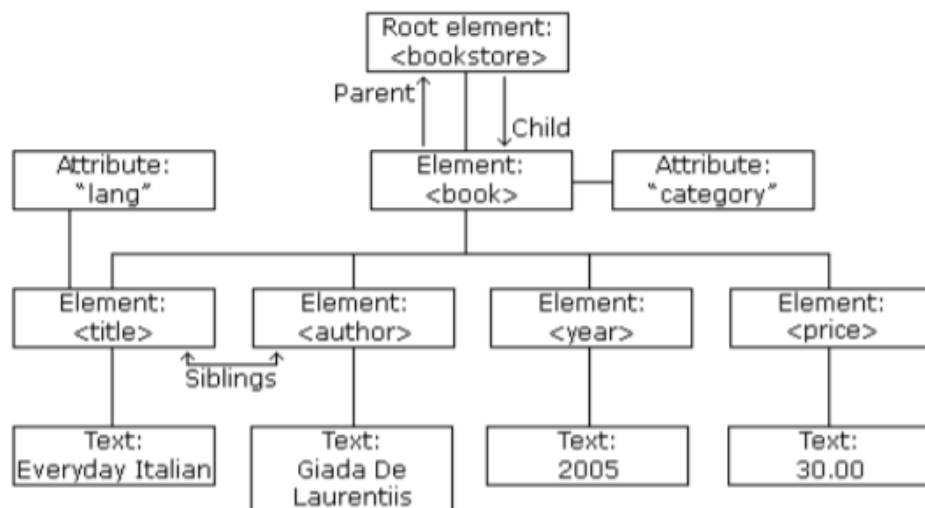 Root element:
<bookstore>
Parent
Child
Attribute:
“lang”
Element:
<book>
Attribute:
“category”
Element:
<title>
Element:
<author>
Element:
<year>
Element:
<price>
Siblings
Text:
Everyday Italian
Text:
Giada De
Laurentiis
Text:
2005
Text:
30.00